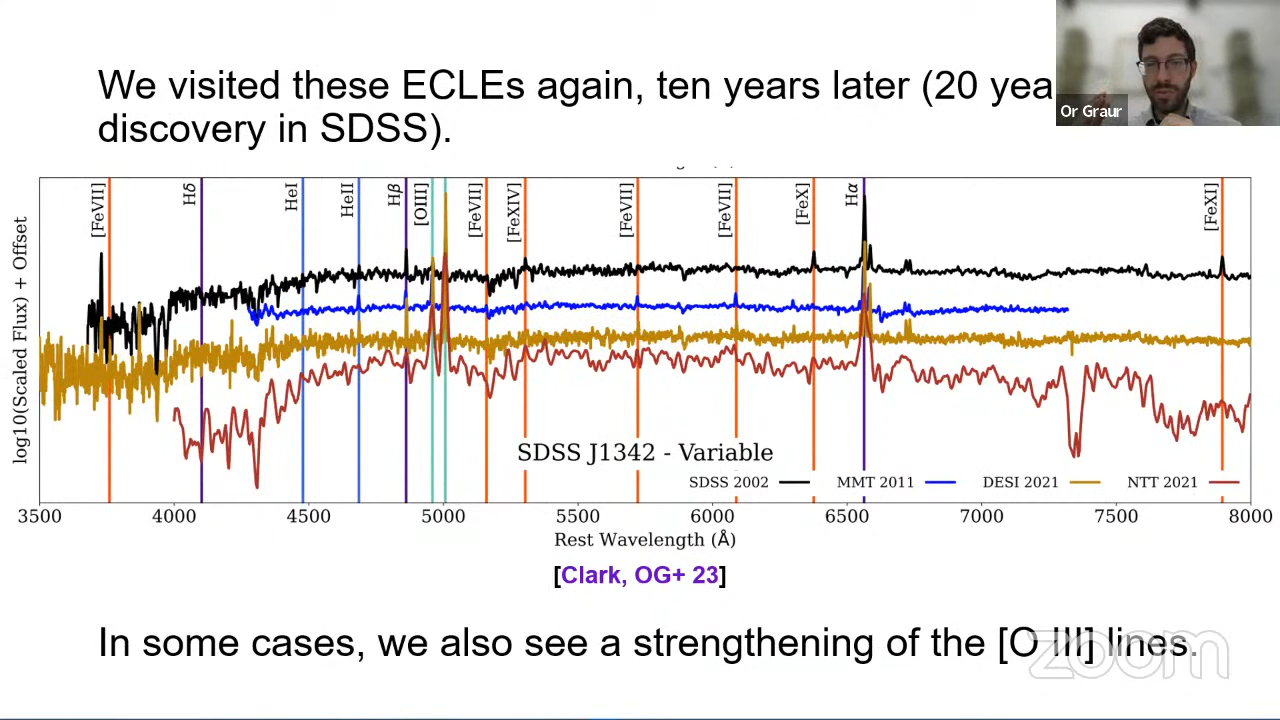 We visited these ECLEs again, ten years later (20 yea
discovery in SDSS).
Or Graur
[FeVII]
Hδ
HeI
HeII
Hβ
[OIII]
[FeVII]
[FeXIV]
[FeVII]
[FeVII]
[FeX]
Hα
[FeXI]
log10(Scaled Flux) + Offset
SDSS J1342 - Variable
SDSS 2002
MMT 2011
DESI 2021
NTT 2021
3500 4000 4500 5000 5500 6000 6500 7000 7500 8000
Rest Wavelength (Å)
[Clark, OG+ 23]
In some cases, we also see a strengthening of the [O III] lines.
zoom